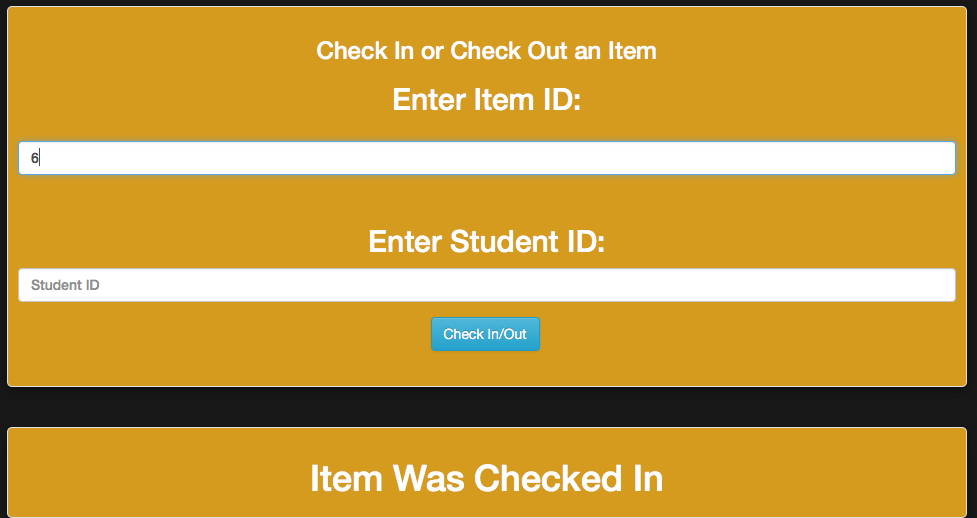 Check In or Check Out an Item
Enter Item ID:
6
Enter Student ID:
Student ID
Check In/Out
Item Was Checked In